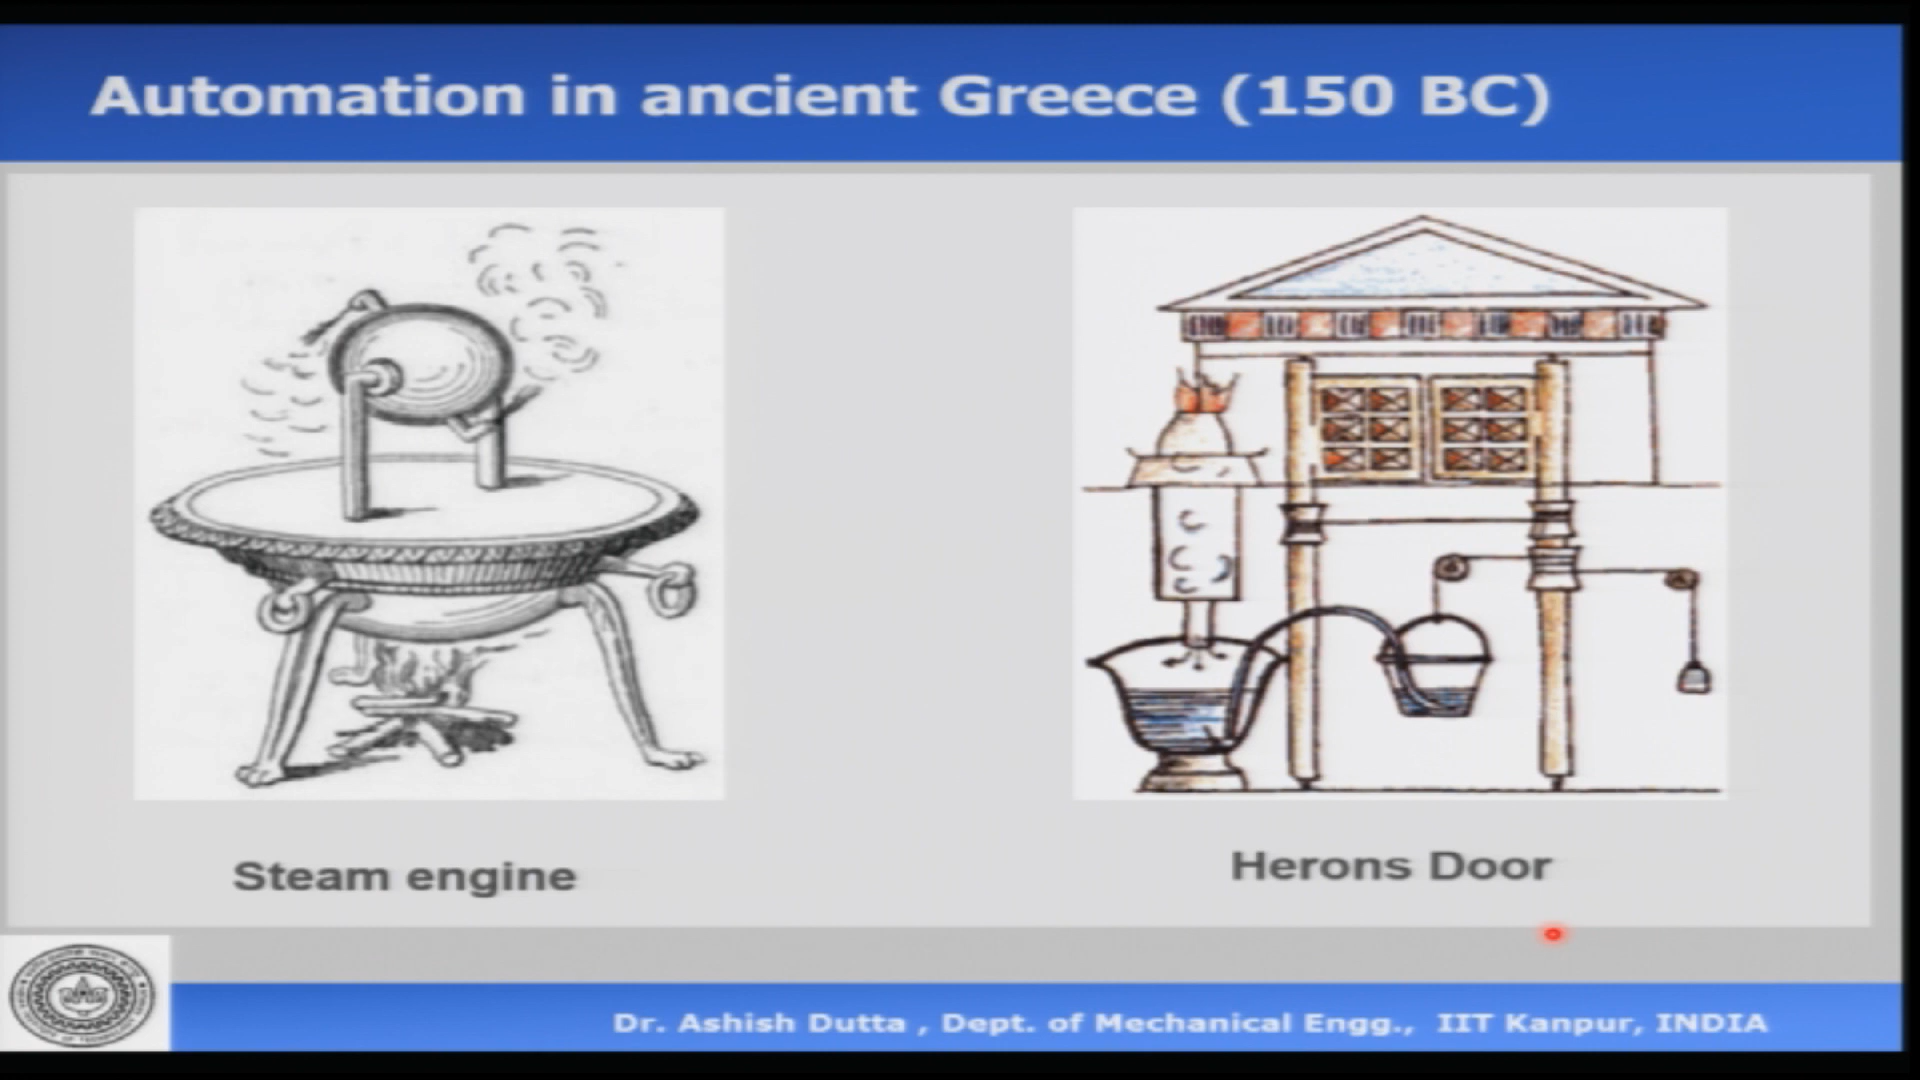 Automation in ancient Greece (150 BC)
Steam engine
Herons Door
Dr. Ashish Dutta , Dept. of Mechanical Engg., IIT Kanpur, INDIA